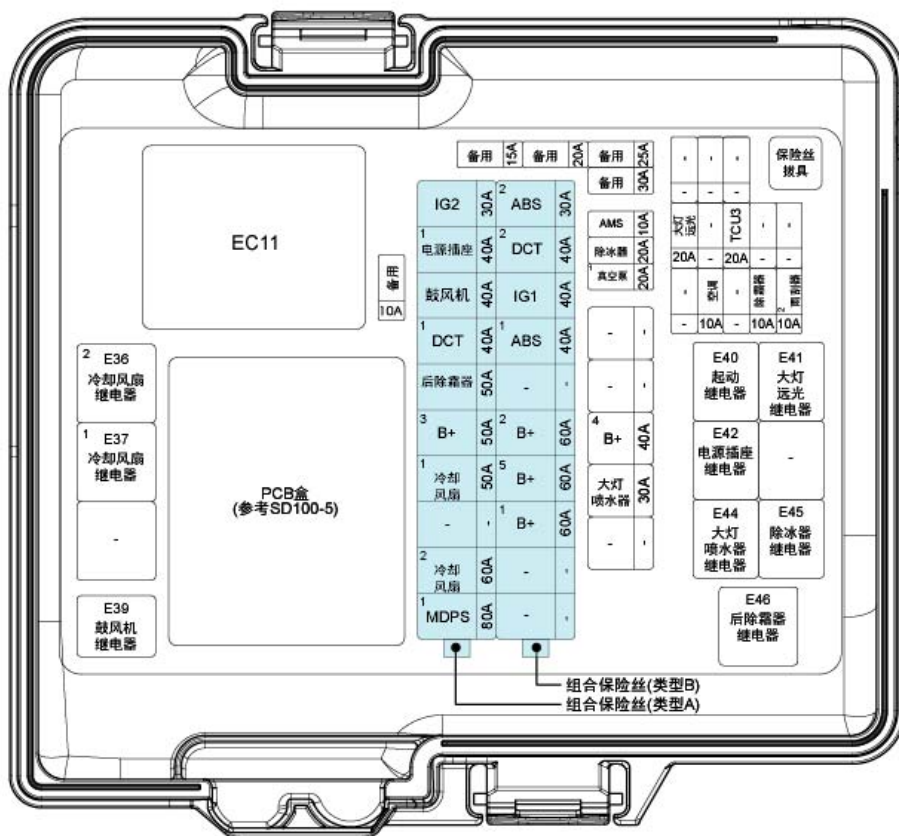 备用 15A 备用 20A 备用 25A
备用 30A
保险丝
拔具
- - -
- - -
EC11
备用
10A
IG2 30A 2 ABS 30A
1 电源插座 40A 2 DCT 40A
鼓风机 40A IG1 40A
1 DCT 40A 1 ABS 40A
后除霜器 50A - -
3 B+ 50A 2 B+ 60A
1 冷却
风扇 50A 5 B+ 60A
- - 1 B+ 60A
2 冷却
风扇 60A - -
1 MDPS 80A - -
AMS 10A
除冰器 20A
1 真空泵 20A
- -
- -
4 B+ 40A
大灯
喷水器 30A
- -
大灯
远光 - TCU3 - -
20A - 20A - -
- 空调 - 除霜器 2 雨刮器
- 10A - 10A 10A
2 E36
冷却风扇
继电器
1 E37
冷却风扇
继电器
-
E39
鼓风机
继电器
PCB盒
(参考SD100-5)
E40
起动
继电器
E41
大灯
远光
继电器
E42
电源插座
继电器
-
E44
大灯
喷水器
继电器
E45
除冰器
继电器
E46
后除霜器
继电器
组合保险丝(类型B)
组合保险丝(类型A)